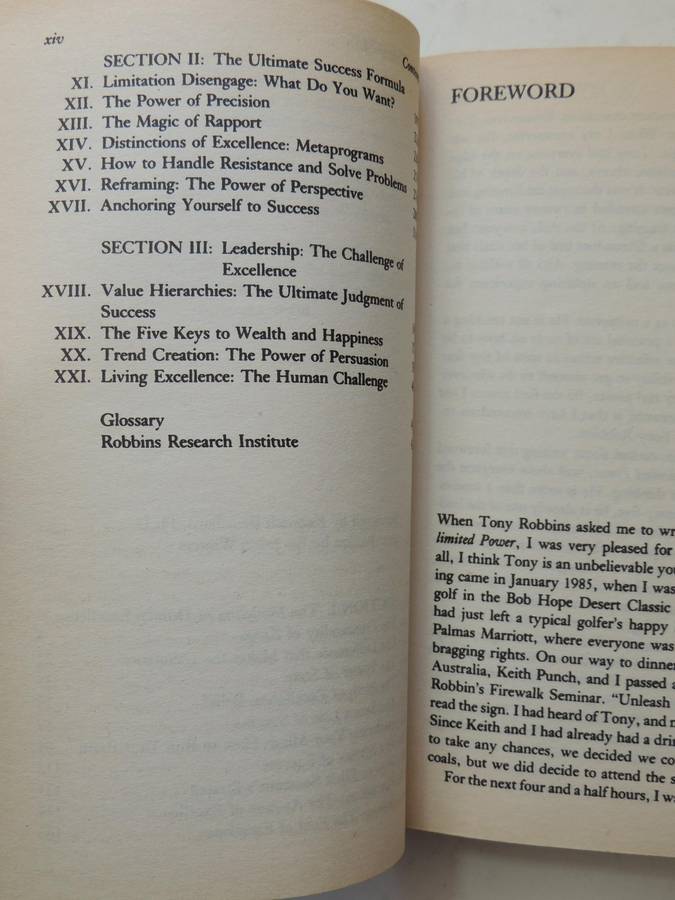 xiv
SECTION II: The Ultimate Success Formula
XI. Limitation Disengage: What Do You Want?
XII. The Power of Precision
XIII. The Magic of Rapport
XIV. Distinctions of Excellence: Metaprograms
XV. How to Handle Resistance and Solve Problems
XVI. Reframing: The Power of Perspective
XVII. Anchoring Yourself to Success
SECTION III: Leadership: The Challenge of
Excellence
XVIII. Value Hierarchies: The Ultimate Judgment of
Success
XIX. The Five Keys to Wealth and Happiness
XX. Trend Creation: The Power of Persuasion
XXI. Living Excellence: The Human Challenge
Glossary
Robbins Research Institute
FOREWORD
When Tony Robbins asked me to wr
limited Power, I was very pleased for
all, I think Tony is an unbelievable yo
ing came in January 1985, when I was
golf in the Bob Hope Desert Classic
had just left a typical golfer's happy
Palmas Marriott, where everyone was
bragging rights. On our way to dinner
Australia, Keith Punch, and I passed a
Robbin's Firewalk Seminar. "Unleash
read the sign. I had heard of Tony, and
Since Keith and I had already had a
to take any chances, we decided we co
coals, but we did decide to attend the s
For the next four and a half hours, I wa